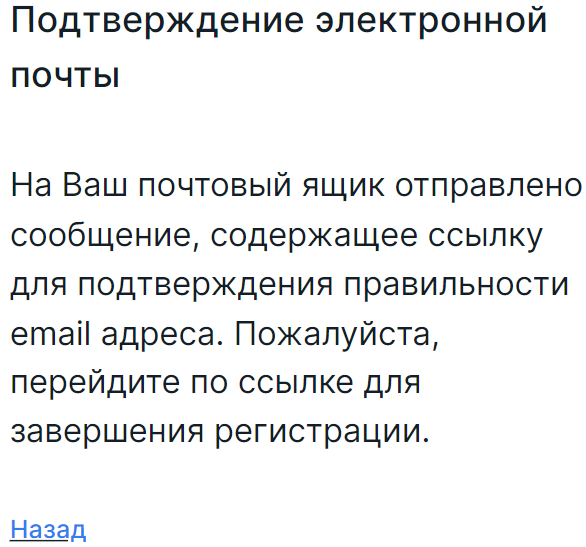 Подтверждение электронной
почты
На Ваш почтовый ящик отправлено
сообщение, содержащее ссылку
для подтверждения правильности
email адреса. Пожалуйста,
перейдите по ссылке для
завершения регистрации.
Назад